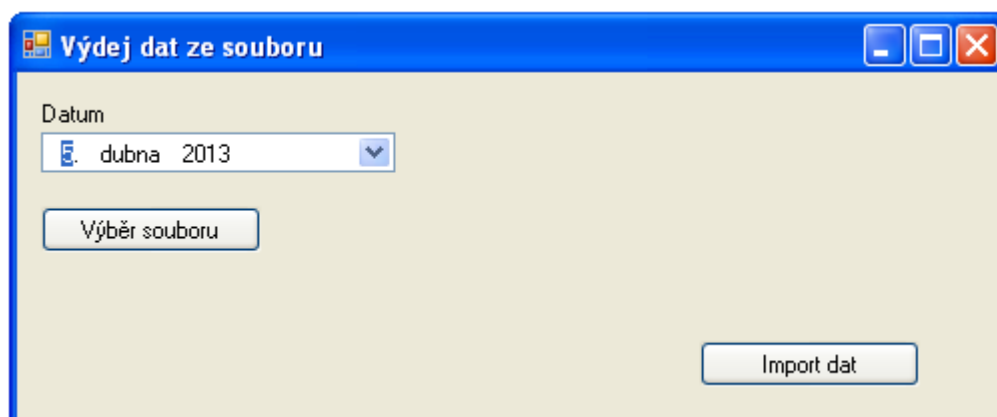 Výdej dat ze souboru
Datum
5. dubna 2013
Výběr souboru
Import dat